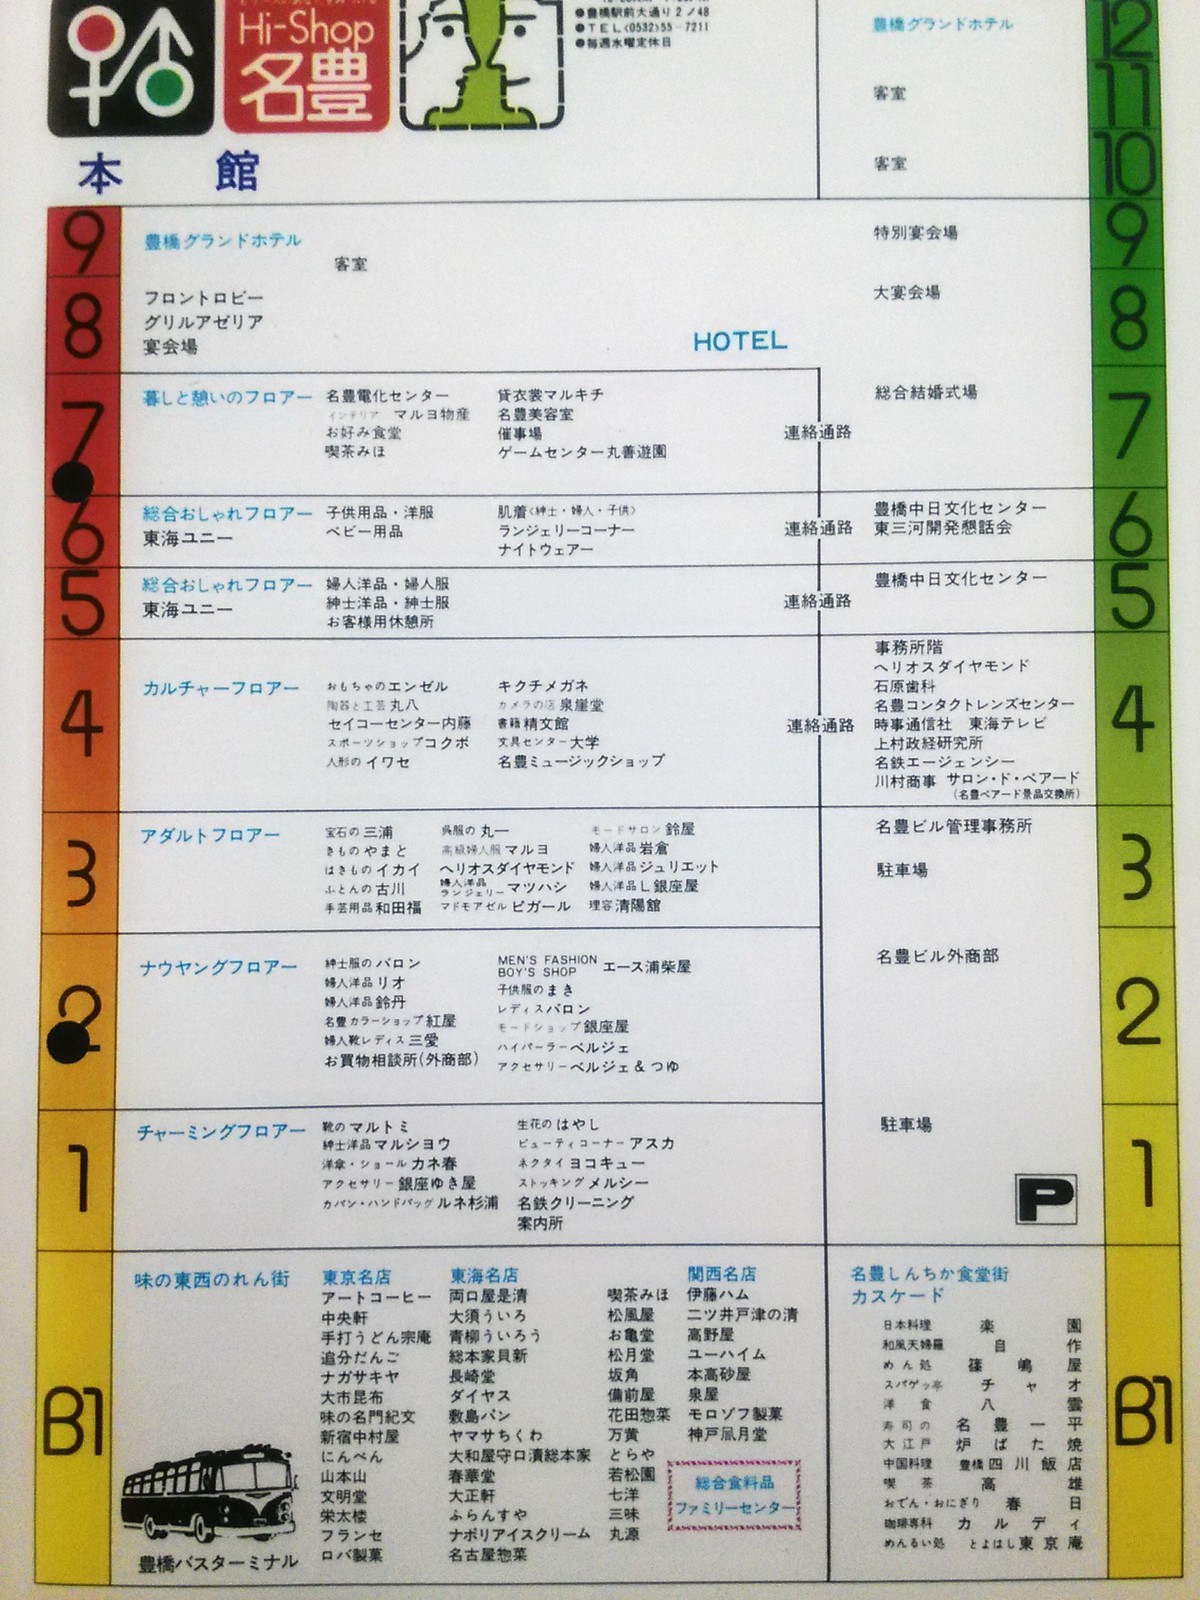 Hi-Shop
名豊
●豊橋駅前大通り2/48
●TEL<0532>55-7211
●毎週水曜定休日
本館
12
豊橋グランドホテル
11
客室
10
客室
9
豊橋グランドホテル
客室
特別宴会場
9
8
フロントロビー
グリルアゼリア
宴会場
HOTEL
大宴会場
8
7
暮しと憩いのフロアー
名豊電化センター
インテリア マルヨ物産
お好み食堂
喫茶みほ
貸衣裳マルキチ
名豊美容室
催事場
ゲームセンター丸善遊園
連絡通路
総合結婚式場
7
6
総合おしゃれフロアー
東海ユニー
子供用品・洋服
ベビー用品
肌着<紳士・婦人・子供>
ランジェリーコーナー
ナイトウェアー
連絡通路
豊橋中日文化センター
東三河開発懇話会
6
5
総合おしゃれフロアー
東海ユニー
婦人洋品・婦人服
紳士洋品・紳士服
お客様用休憩所
連絡通路
豊橋中日文化センター
5
4
カルチャーフロアー
おもちゃのエンゼル
陶器と工芸 丸八
セイコーセンター内藤
スポーツショップコクボ
人形のイワセ
キクチメガネ
カメラの店 泉崖堂
書籍 精文館
文具センター大学
名豊ミュージックショップ
連絡通路
事務所階
ヘリオスダイヤモンド
石原歯科
名豊コンタクトレンズセンター
時事通信社 東海テレビ
上村政経研究所
名鉄エージェンシー
川村商事 サロン・ド・ベアード
(名豊ベアード景品交換所)
4
3
アダルトフロアー
宝石の三浦
きものやまと
はきものイカイ
ふとんの古川
手芸用品和田福
呉服の丸一
高級婦人服マルヨ
ヘリオスダイヤモンド
婦人洋品ランジェリーマツハシ
マドモアゼルピガール
モードサロン鈴屋
婦人洋品岩倉
婦人洋品ジュリエット
婦人洋品L銀座屋
理容清陽館
名豊ビル管理事務所
駐車場
3
2
ナウヤングフロアー
紳士服のバロン
婦人洋品リオ
婦人洋品鈴丹
名豊カラーショップ紅屋
婦人靴レディス三愛
お買物相談所(外商部)
MEN'S FASHION
BOY'S SHOP エース浦柴屋
子供服のまき
レディスバロン
モードショップ銀座屋
ハイパーラーベルジェ
アクセサリーベルジェ&つゆ
名豊ビル外商部
2
1
チャーミングフロアー
靴のマルトミ
紳士洋品マルショウ
洋傘・ショールカネ春
アクセサリー銀座ゆき屋
カバン・ハンドバッグルネ杉浦
生花のはやし
ビューティコーナーアスカ
ネクタイヨコキュー
ストッキングメルシー
名鉄クリーニング
案内所
駐車場
P
1
B1
味の東西のれん街
豊橋バスターミナル
東京名店
アートコーヒー
中央軒
手打うどん宗庵
追分だんご
ナガサキヤ
大市昆布
味の名門紀文
新宿中村屋
にんべん
山本山
文明堂
栄太楼
フランセ
ロバ製菓
東海名店
両口屋是清
大須ういろ
青柳ういろう
総本家貝新
長崎堂
ダイヤス
敷島パン
ヤマサちくわ
大和屋守口漬総本家
春華堂
大正軒
ふらんすや
ナポリアイスクリーム
名古屋惣菜
喫茶みほ
松風屋
お亀堂
松月堂
坂角
備前屋
花田惣菜
万黄
とらや
若松園
七洋
三味
丸源
関西名店
伊藤ハム
二ツ井戸津の清
高野屋
ユーハイム
本高砂屋
泉屋
モロゾフ製菓
神戸凮月堂
総合食料品
ファミリーセンター
名豊しんちか食堂街
カスケード
日本料理 楽園
和風天婦羅 自作
めん処 篠嶋屋
スパゲッ亭 チャオ
洋食 八雲
寿司の 名豊一平
大江戸 炉ばた焼
中国料理 豊橋四川飯店
喫茶 高雄
おでん・おにぎり 春日
珈琲専科 カルディ
めんるい処 とよはし東京庵
B1